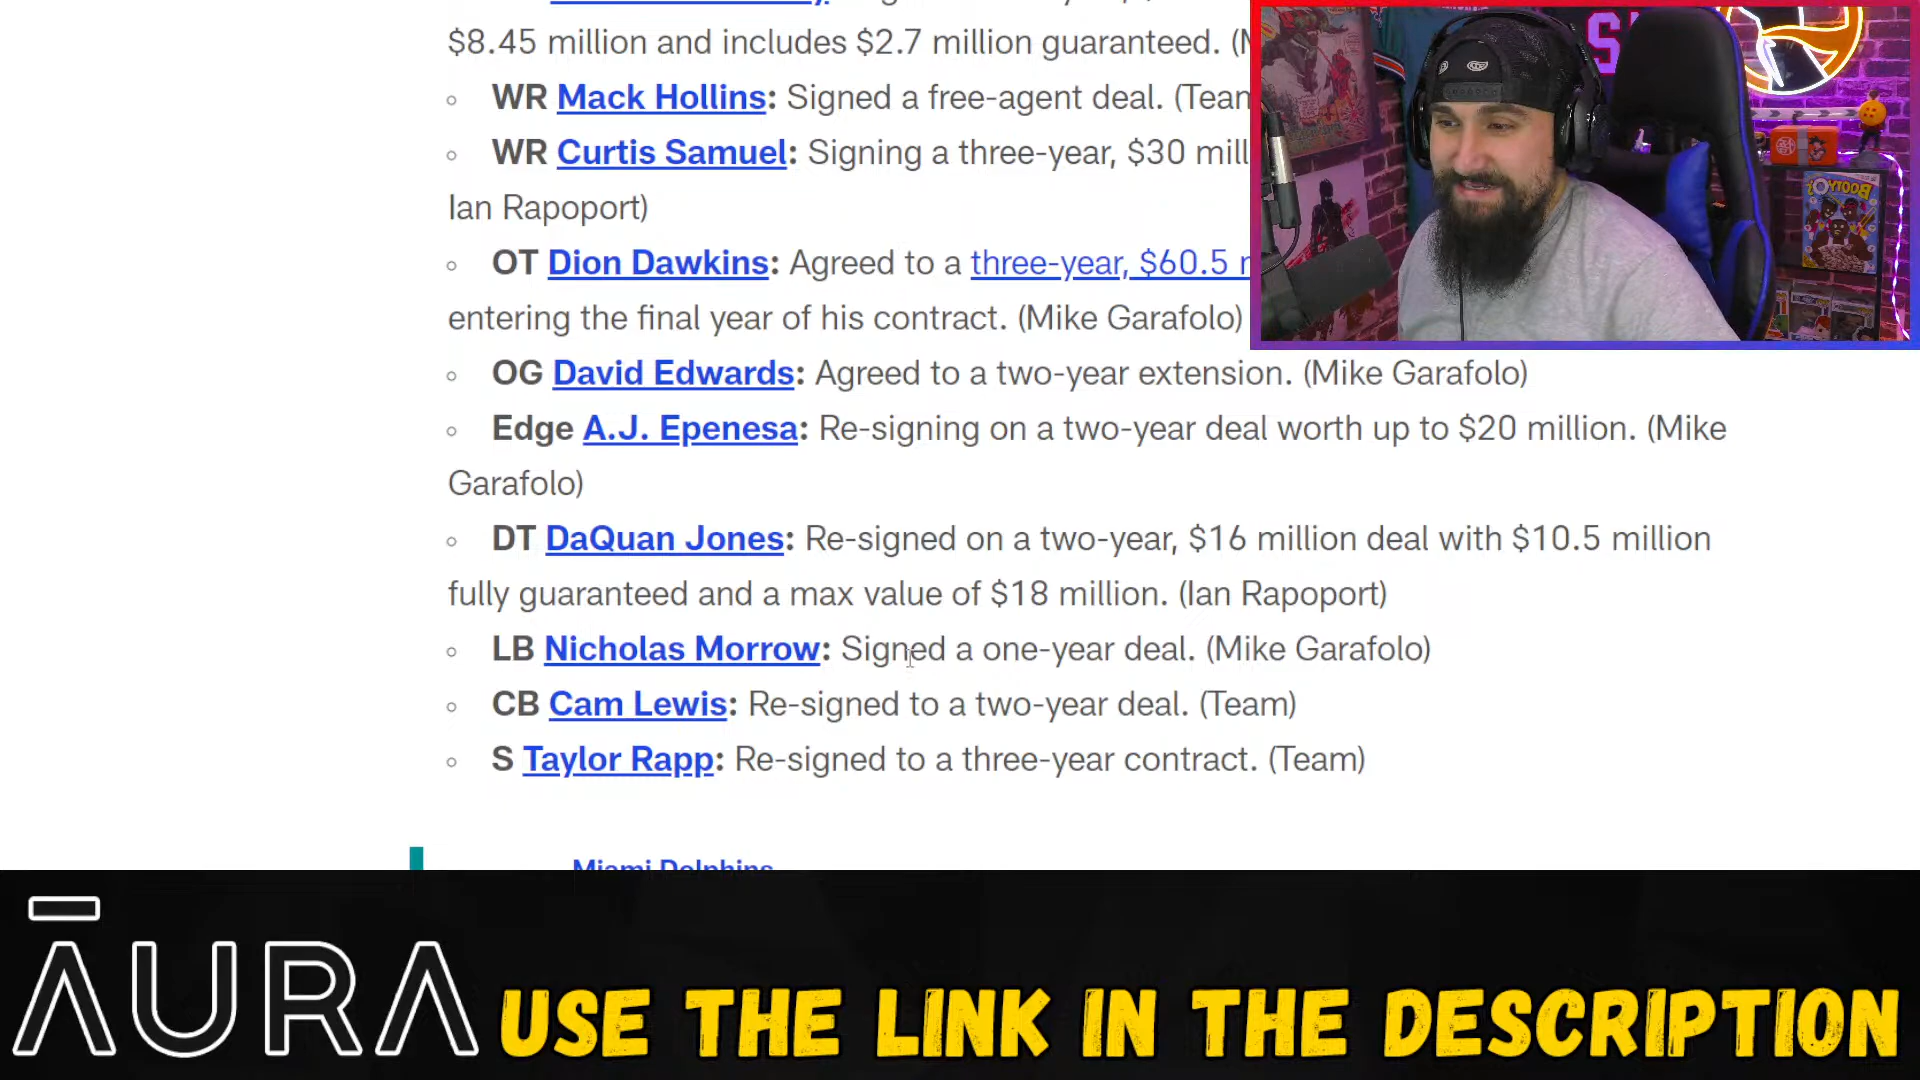 $8.45 million and includes $2.7 million guaranteed. (
WR Mack Hollins: Signed a free-agent deal. (Team
WR Curtis Samuel: Signing a three-year, $30 mill
Ian Rapoport)
OT Dion Dawkins: Agreed to a three-year, $60.5
entering the final year of his contract. (Mike Garafolo)
OG David Edwards: Agreed to a two-year extension. (Mike Garafolo)
Edge A.J. Epenesa: Re-signing on a two-year deal worth up to $20 million. (Mike
Garafolo)
DT DaQuan Jones: Re-signed on a two-year, $16 million deal with $10.5 million
fully guaranteed and a max value of $18 million. (Ian Rapoport)
LB Nicholas Morrow: Signed a one-year deal. (Mike Garafolo)
CB Cam Lewis: Re-signed to a two-year deal. (Team)
S Taylor Rapp: Re-signed to a three-year contract. (Team)
Miami Dolphins
ĀURA USE THE LINK IN THE DESCRIPTION